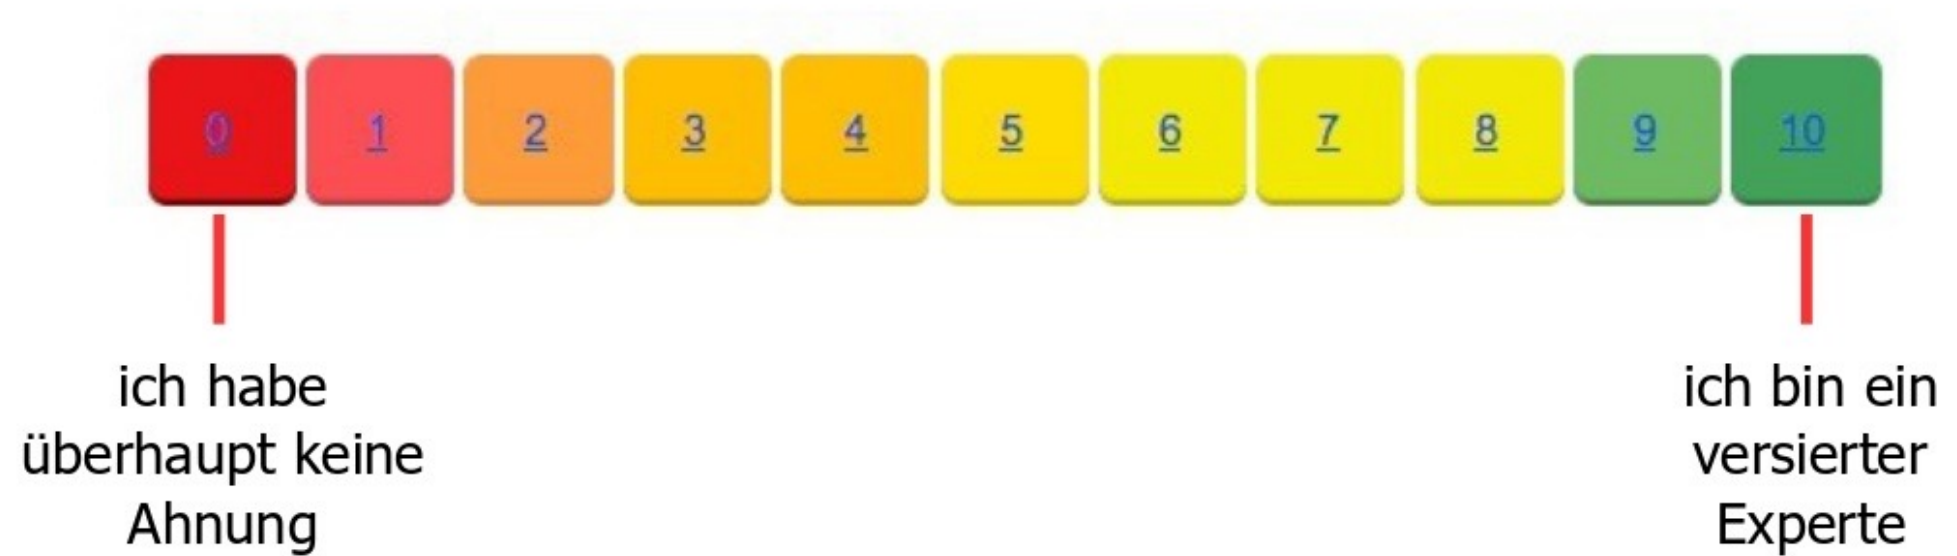 0 1 2 3 4 5 6 7 8 9 10
ich habe
überhaupt keine
Ahnung
ich bin ein
versierter
Experte